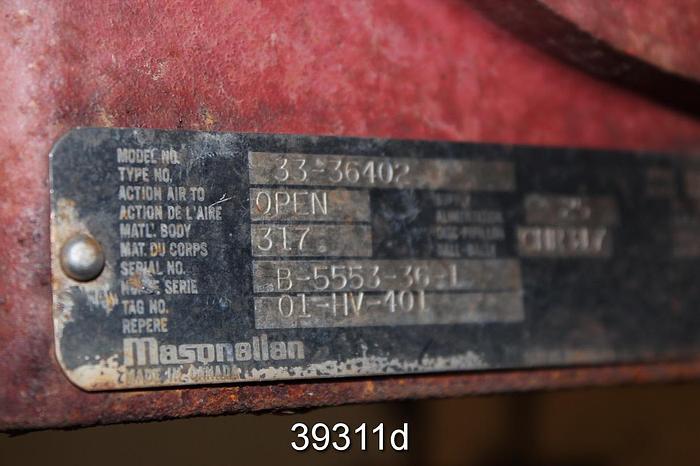 MODEL NO.
TYPE NO. 33-36402
ACTION AIR TO
ACTION DE L'AIRE OPEN
MATL. BODY
MAT. DU CORPS 317
SERIAL NO. B-5553-36-1
SERIE
TAG NO. 01-HV-401
REPERE
Masoneilan
MADE IN CANADA
39311d